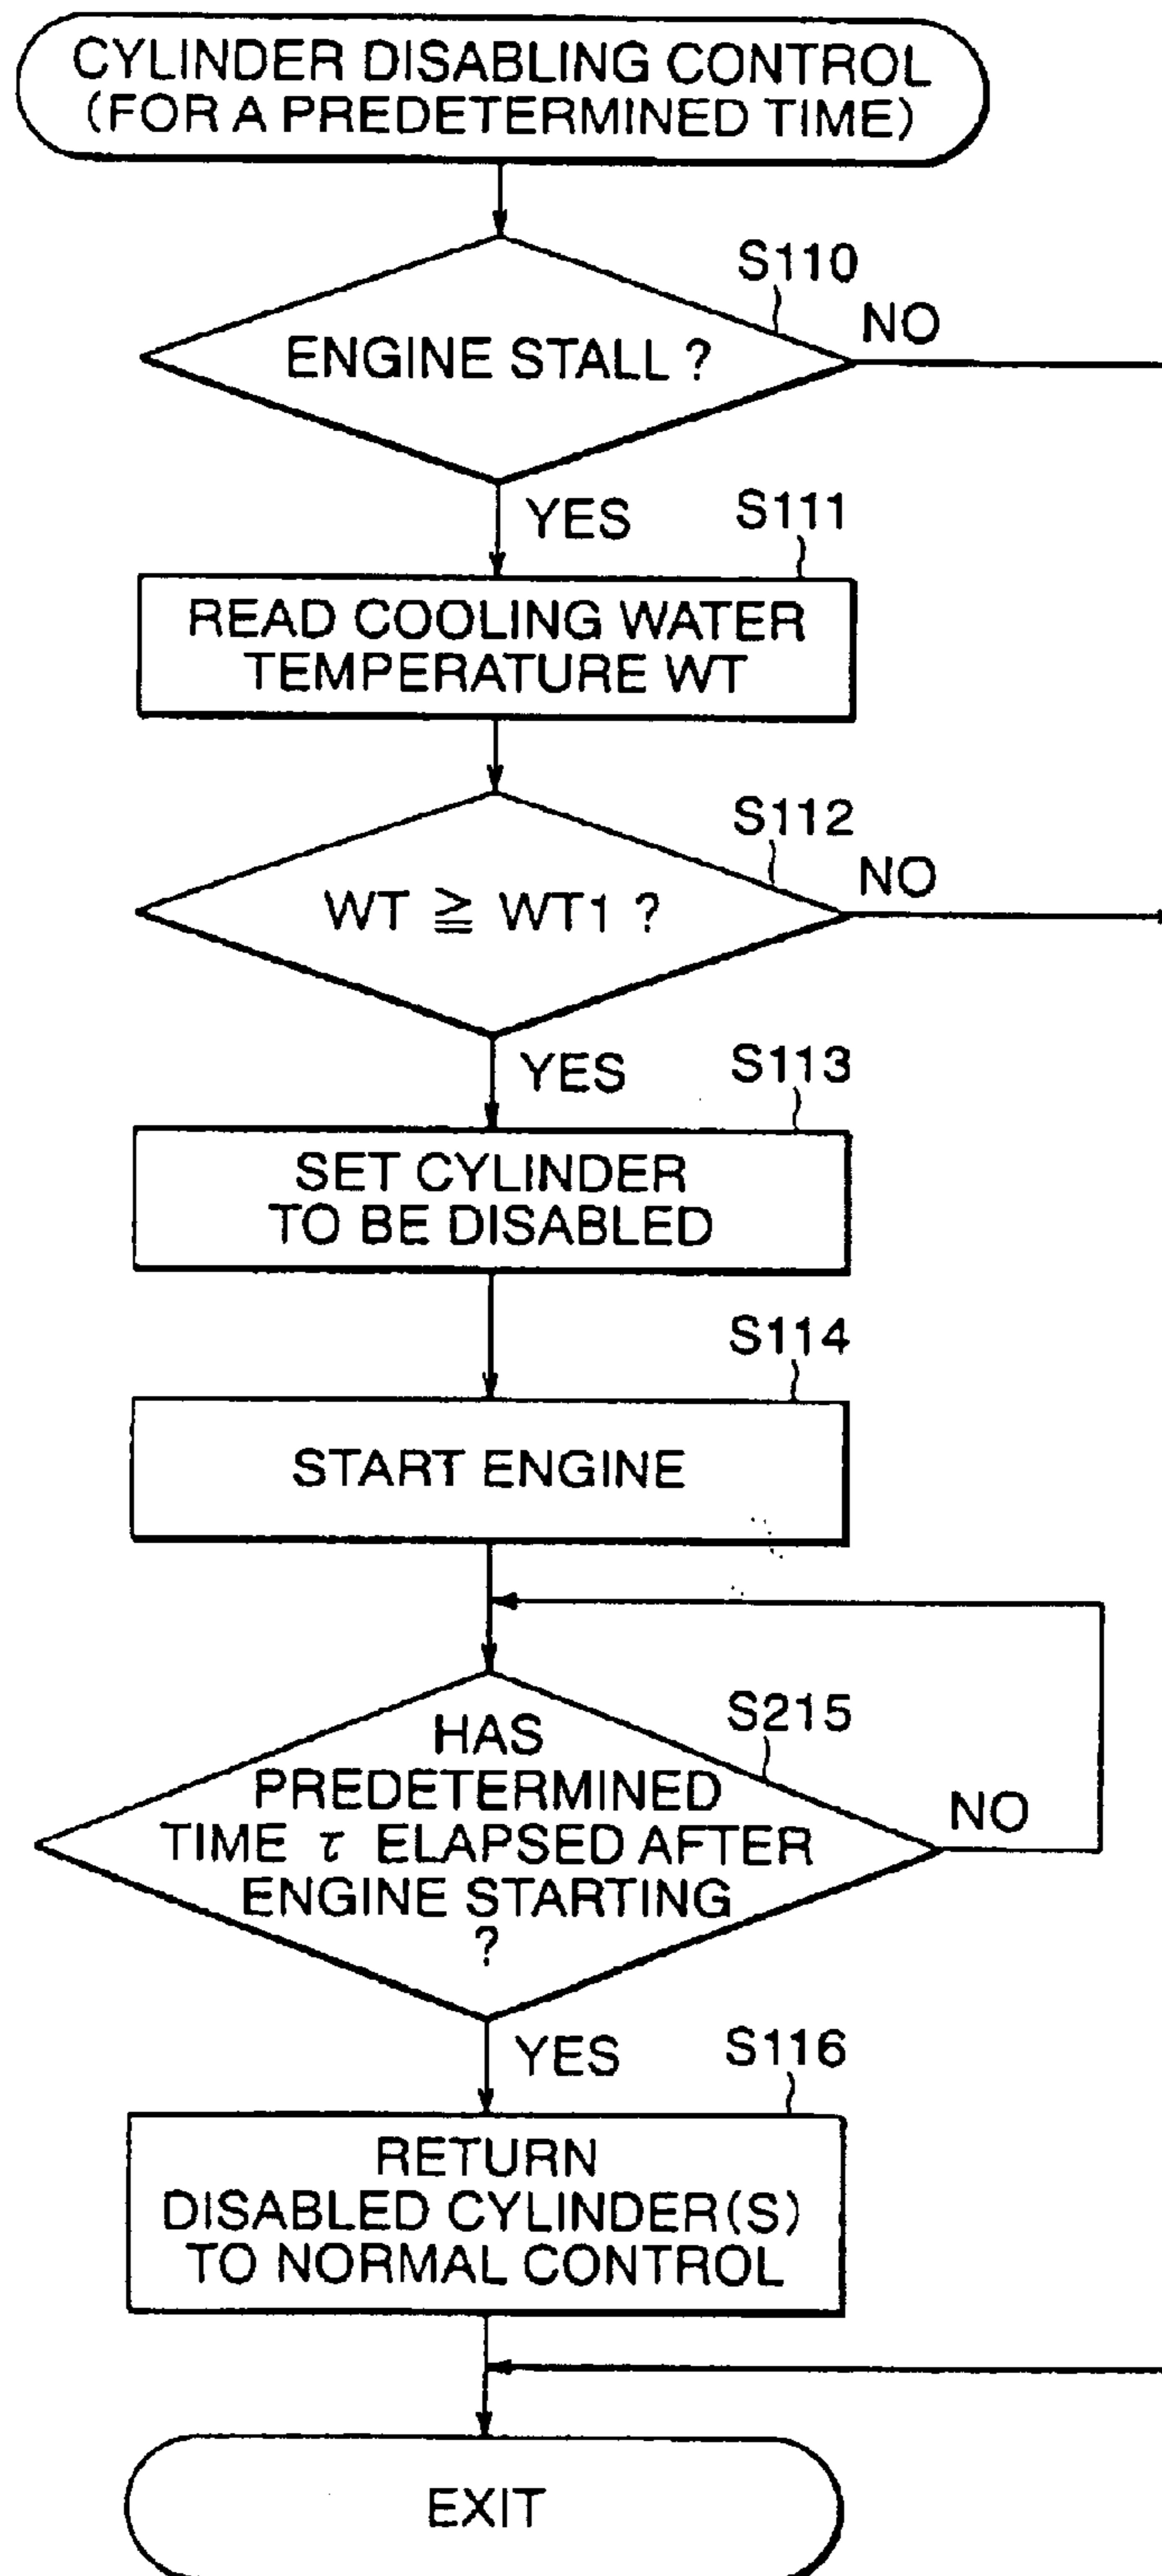 CYLINDER DISABLING CONTROL
(FOR A PREDETERMINED TIME)
S110
ENGINE STALL ?
NO
YES
S111
READ COOLING WATER
TEMPERATURE WT
S112
WT ≧ WT1 ?
NO
YES
S113
SET CYLINDER
TO BE DISABLED
S114
START ENGINE
S215
HAS
PREDETERMINED
TIME τ ELAPSED AFTER
ENGINE STARTING
?
NO
YES
S116
RETURN
DISABLED CYLINDER(S)
TO NORMAL CONTROL
EXIT